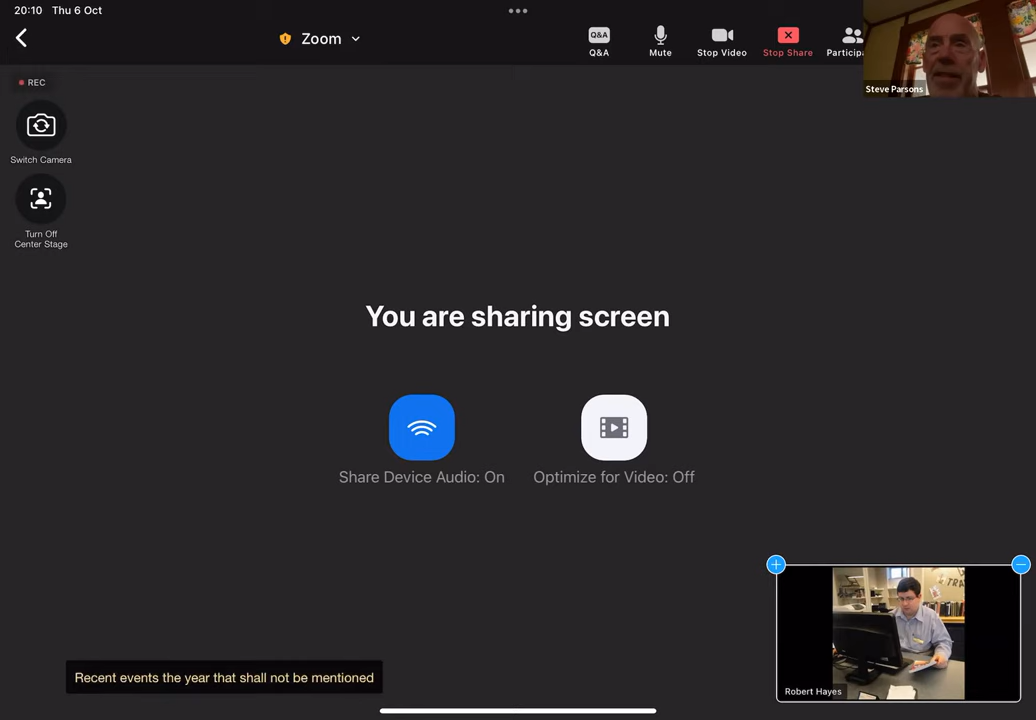 20:10 Thu 6 Oct
Zoom
Q&A
Q&A
Mute
Stop Video
Stop Share
Participa
Steve Parsons
REC
Switch Camera
Turn Off
Center Stage
You are sharing screen
Share Device Audio: On
Optimize for Video: Off
Robert Hayes
Recent events the year that shall not be mentioned